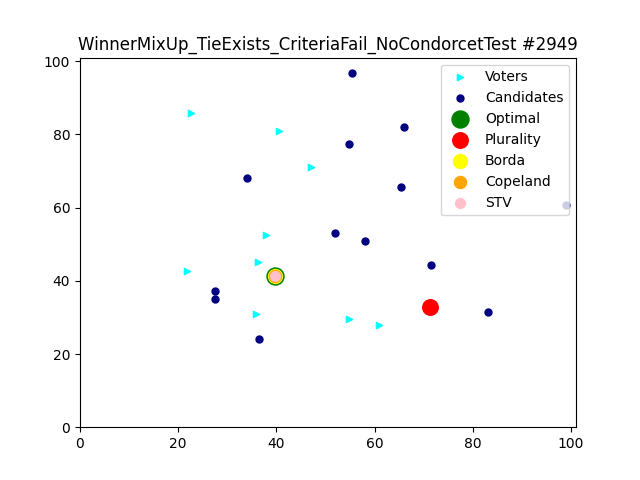 WinnerMixUp_TieExists_CriteriaFail_NoCondorcetTest #2949
100
80
60
40
20
0
Voters
Candidates
Optimal
Plurality
Borda
Copeland
STV
0 20 40 60 80 100